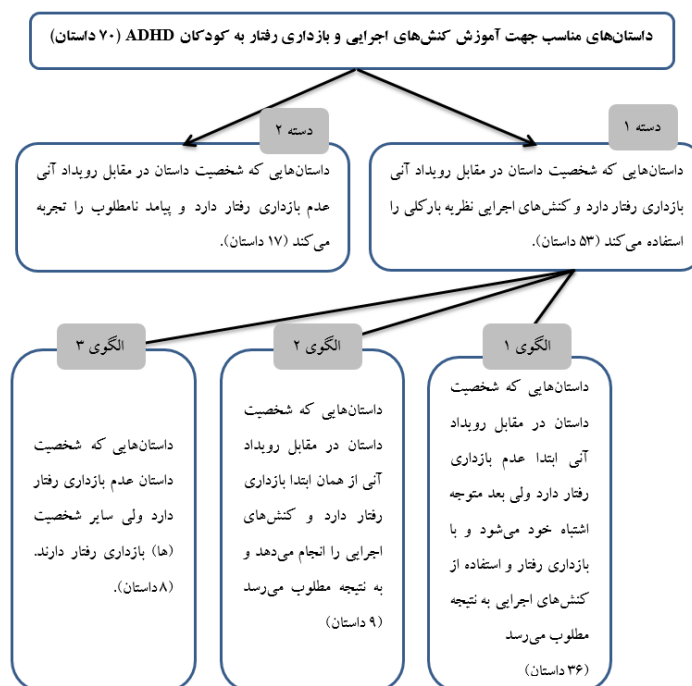 داستان‌های مناسب جهت آموزش کنش‌های اجرایی و بازداری رفتار به کودکان ADHD (۷۰ داستان)
دسته ۱
داستان‌هایی که شخصیت داستان در مقابل رویداد آنی
بازداری رفتار دارد و کنش‌های اجرایی نظریه بارکلی را
استفاده می‌کند (۵۳ داستان).
دسته ۲
داستان‌هایی که شخصیت داستان در مقابل رویداد آنی
عدم بازداری رفتار دارد و پیامد نامطلوب را تجربه
می‌کند (۱۷ داستان).
الگوی ۱
داستان‌هایی که شخصیت
داستان در مقابل رویداد
آنی ابتدا عدم بازداری
رفتار دارد ولی بعد متوجه
اشتباه خود می‌شود و با
بازداری رفتار و استفاده از
کنش‌های اجرایی به نتیجه
مطلوب می‌رسد
(۳۶ داستان)
الگوی ۲
داستان‌هایی که شخصیت
داستان در مقابل رویداد
آنی از همان ابتدا بازداری
رفتار دارد و کنش‌های
اجرایی را انجام می‌دهد و
به نتیجه مطلوب می‌رسد
(۹ داستان)
الگوی ۳
داستان‌هایی که شخصیت
داستان عدم بازداری رفتار
دارد ولی سایر شخصیت
(ها) بازداری رفتار دارند.
(۸داستان).